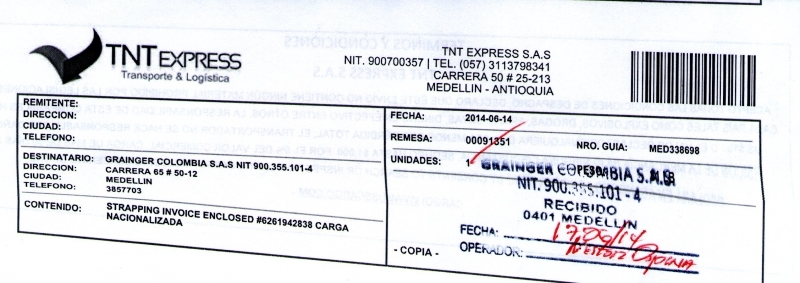 TNT EXPRESS
Transporte & Logística
TNT EXPRESS S.A.S
NIT. 900700357 | TEL. (057) 3113798341
CARRERA 50 # 25-213
MEDELLIN - ANTIOQUIA
REMITENTE:
DIRECCION:
CIUDAD:
TELEFONO:
DESTINATARIO: GRAINGER COLOMBIA S.A.S NIT 900.355.101-4
DIRECCION: CARRERA 65 # 50-12
CIUDAD: MEDELLIN
TELEFONO: 3857703
CONTENIDO: STRAPPING INVOICE ENCLOSED #6261942838 CARGA
NACIONALIZADA
FECHA: 2014-06-14
REMESA: 00091351 NRO. GUIA: MED338698
UNIDADES: 1
GRAINGER COLOMBIA S.A.S
NIT. 900.355.101 - 4
RECIBIDO
0401 MEDELLIN
FECHA: 17/06/14
OPERADOR: Nestor Ospina
- COPIA -